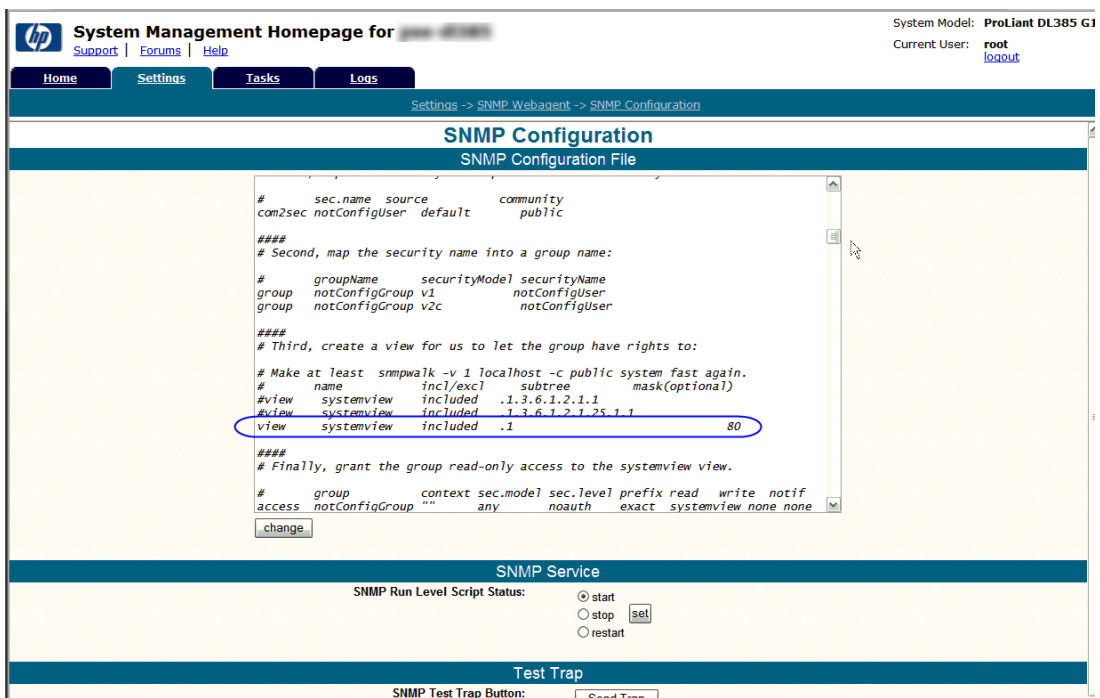 hp
System Management Homepage for
Support | Forums | Help
System Model: ProLiant DL385 G1
Current User: root
logout
Home Settings Tasks Logs
Settings -> SNMP Webagent -> SNMP Configuration
SNMP Configuration
SNMP Configuration File
# sec.name source community
com2sec notConfigUser default public
####
# Second, map the security name into a group name:
# groupName securityModel securityName
group notConfigGroup v1 notConfigUser
group notConfigGroup v2c notConfigUser
####
# Third, create a view for us to let the group have rights to:
# Make at least snmpwalk -v 1 localhost -c public system fast again.
# name incl/excl subtree mask(optional)
#view systemview included .1.3.6.1.2.1.1
#view systemview included .1.3.6.1.2.1.25.1.1
view systemview included .1 80
####
# Finally, grant the group read-only access to the systemview view.
# group context sec.model sec.level prefix read write notif
access notConfigGroup "" any noauth exact systemview none none
change
SNMP Service
SNMP Run Level Script Status:
start
stop set
restart
Test Trap
SNMP Test Trap Button: Send Trap